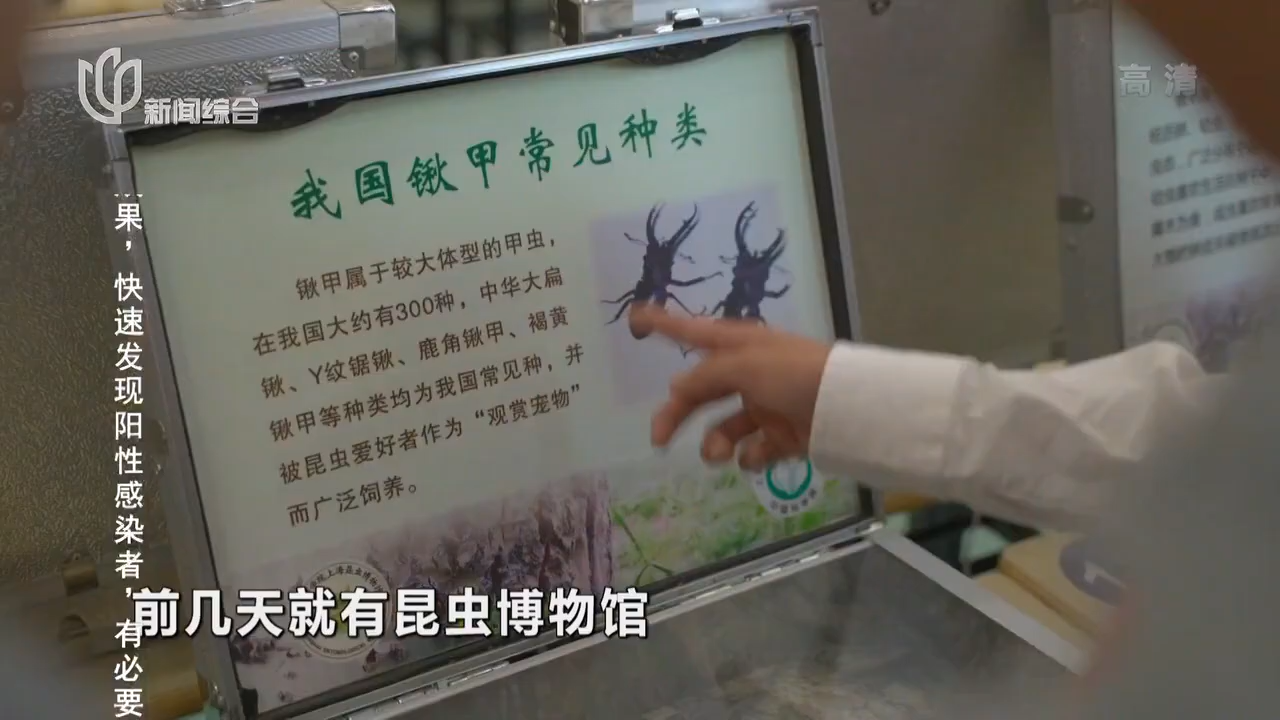 新闻综合
高清
我国锹甲常见种类
锹甲属于较大体型的甲虫，
在我国大约有300种，中华大扁
锹、Y纹锯锹、鹿角锹甲、褐黄
锹甲等种类均为我国常见种，并
被昆虫爱好者作为“观赏宠物”
而广泛饲养。
果，快速发现阳性感染者，有必要
前几天就有昆虫博物馆